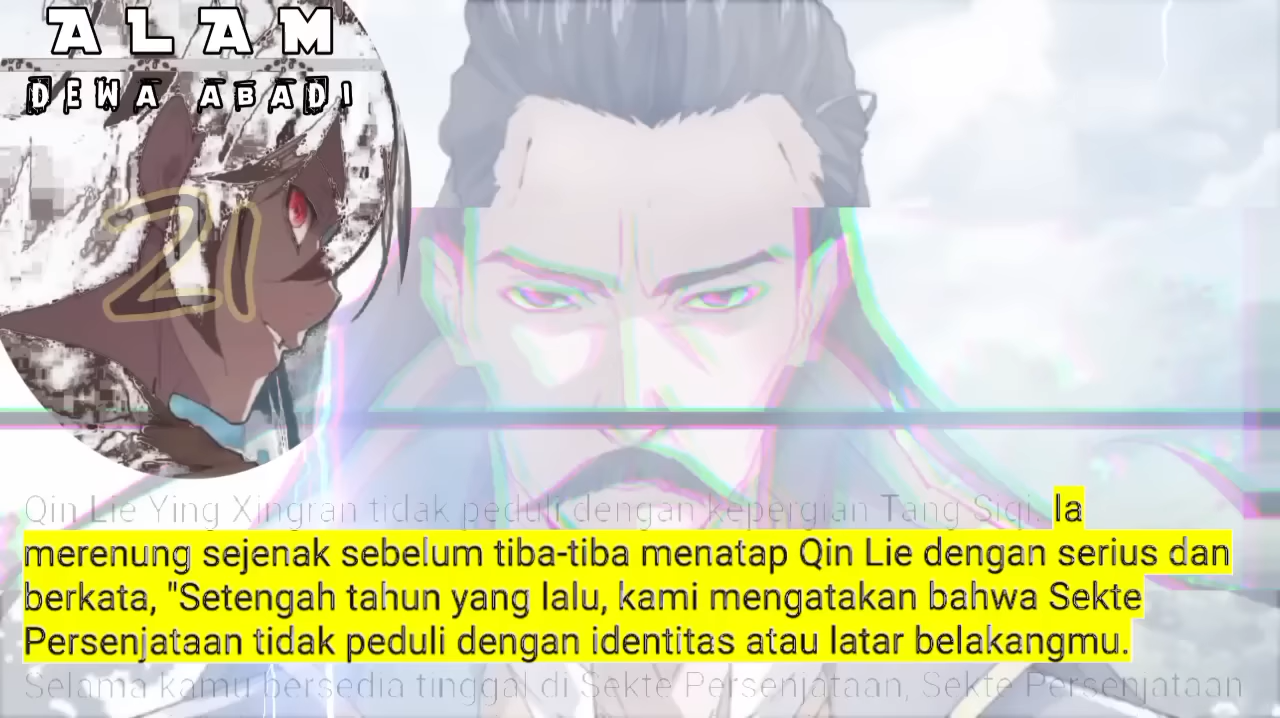 ALAM
DEWA ABADI
21
Qin Lie Ying Xingran tidak peduli dengan kepergian Tang Siqi. Ia
merenung sejenak sebelum tiba-tiba menatap Qin Lie dengan serius dan
berkata, "Setengah tahun yang lalu, kami mengatakan bahwa Sekte
Persenjataan tidak peduli dengan identitas atau latar belakangmu.
Selama kamu bersedia tinggal di Sekte Persenjataan, Sekte Persenjataan